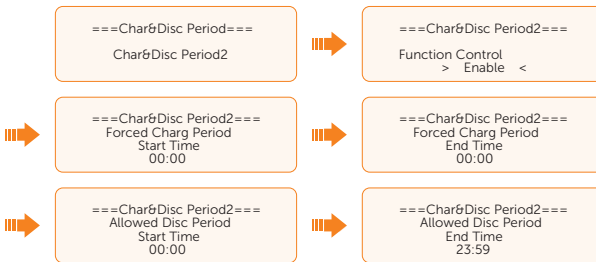 ===Char&Disc Period===
Char&Disc Period2
===Char&Disc Period2===
Function Control
> Enable <
===Char&Disc Period2===
Forced Charg Period
Start Time
00:00
===Char&Disc Period2===
Forced Charg Period
End Time
00:00
===Char&Disc Period2===
Allowed Disc Period
Start Time
00:00
===Char&Disc Period2===
Allowed Disc Period
End Time
23:59